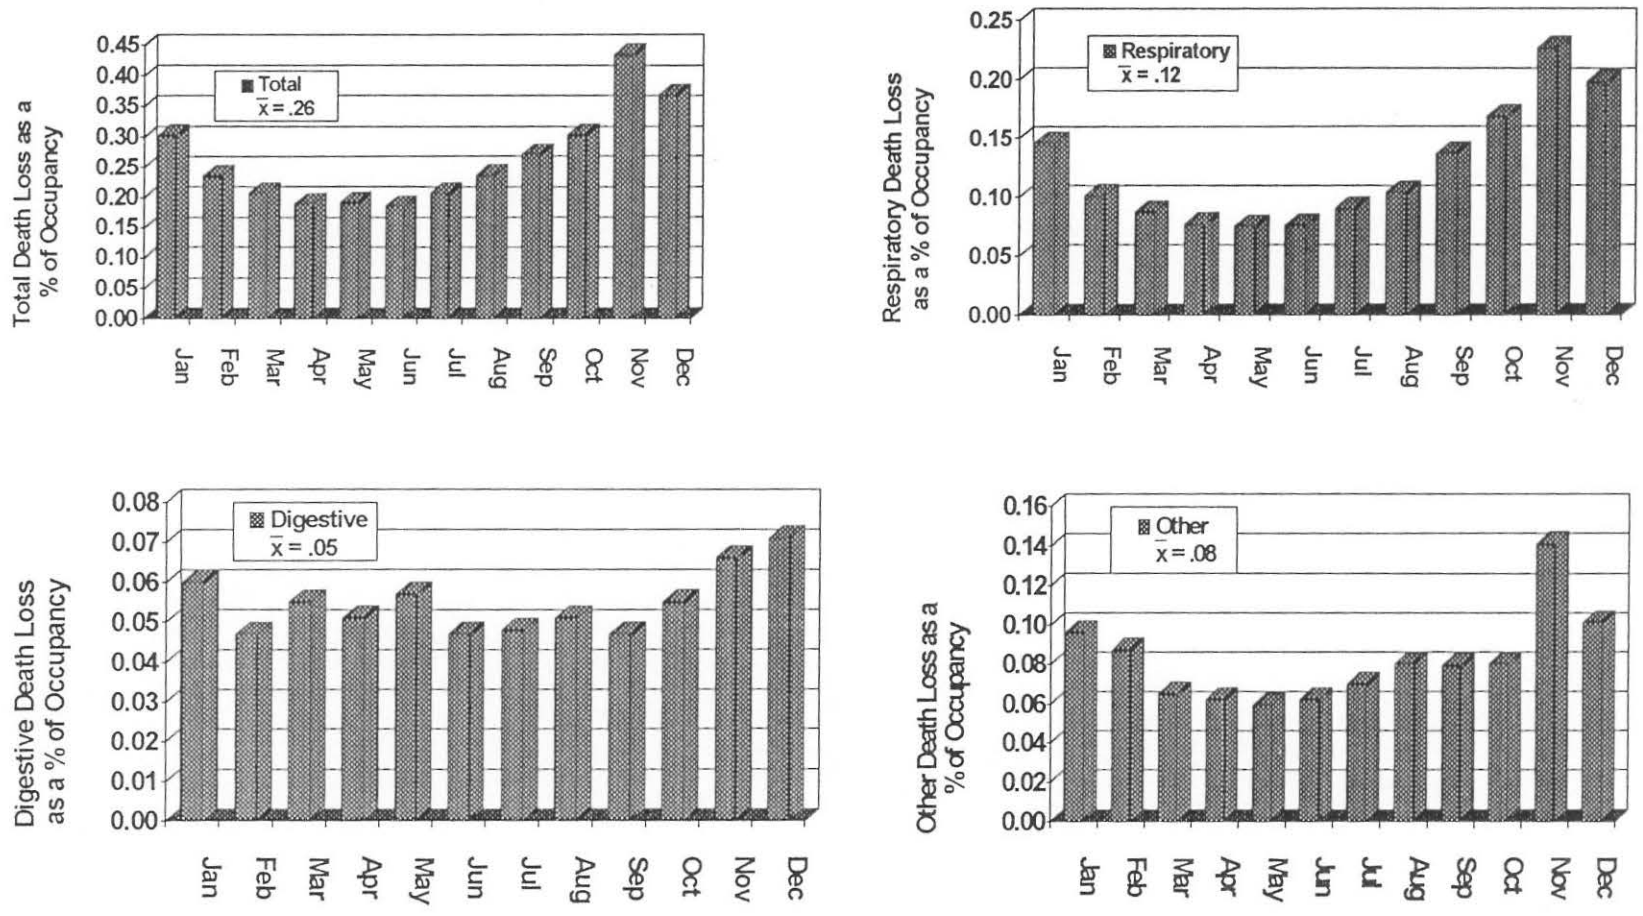 Total Death Loss as a
% of Occupancy
0.45
0.40
0.35
0.30
0.25
0.20
0.15
0.10
0.05
0.00
Total
x̅ = .26
Jan
Feb
Mar
Apr
May
Jun
Jul
Aug
Sep
Oct
Nov
Dec
Respiratory Death Loss
as a % of Occupancy
0.25
0.20
0.15
0.10
0.05
0.00
Respiratory
x̅ = .12
Jan
Feb
Mar
Apr
May
Jun
Jul
Aug
Sep
Oct
Nov
Dec
Digestive Death Loss
as a % of Occupancy
0.08
0.07
0.06
0.05
0.04
0.03
0.02
0.01
0.00
Digestive
x̅ = .05
Jan
Feb
Mar
Apr
May
Jun
Jul
Aug
Sep
Oct
Nov
Dec
Other Death Loss as a
% of Occupancy
0.16
0.14
0.12
0.10
0.08
0.06
0.04
0.02
0.00
Other
x̅ = .08
Jan
Feb
Mar
Apr
May
Jun
Jul
Aug
Sep
Oct
Nov
Dec